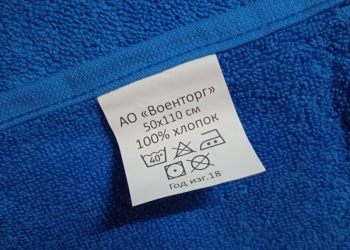 АО «Военторг»
50х110 см
100% хлопок
40°
год изг.18